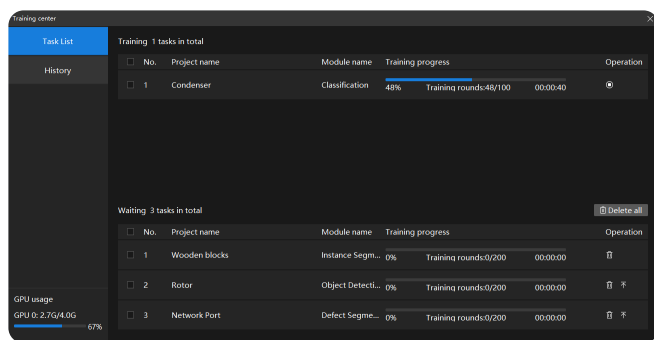 Training center
Task List
History
Training 1 tasks in total
No. Project name Module name Training progress Operation
1 Condenser Classification 48% Training rounds:48/100 00:00:40
Waiting 3 tasks in total Delete all
No. Project name Module name Training progress Operation
1 Wooden blocks Instance Segm... 0% Training rounds:0/200 00:00:00
2 Rotor Object Detecti... 0% Training rounds:0/200 00:00:00
3 Network Port Defect Segme... 0% Training rounds:0/200 00:00:00
GPU usage
GPU 0: 2.7G/4.0G
67%